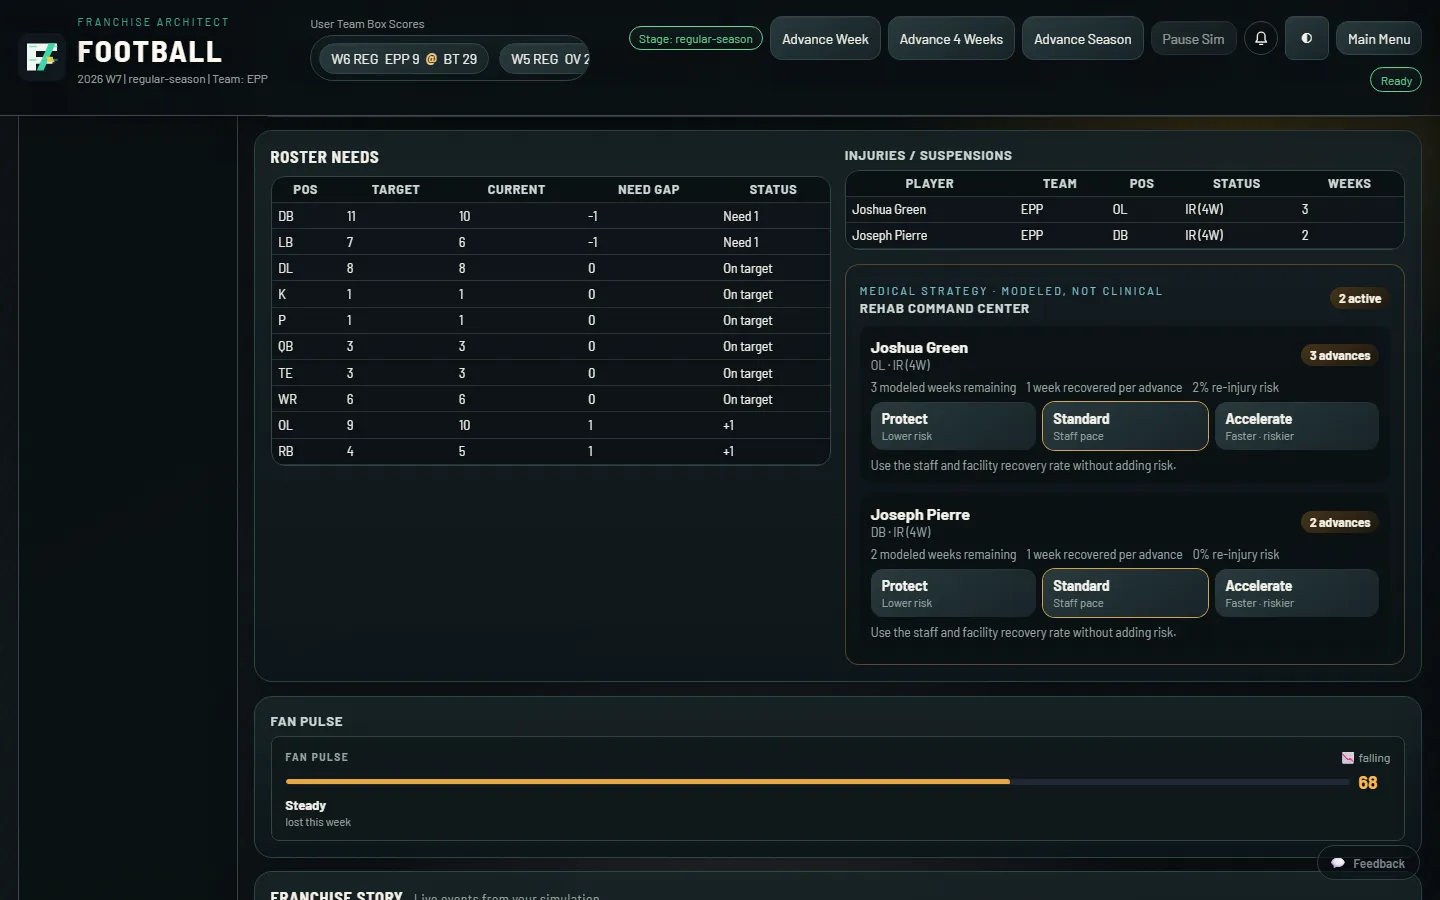 FRANCHISE ARCHITECT
FOOTBALL
2026 W7 | regular-season | Team: EPP
User Team Box Scores
W6 REG EPP 9 @ BT 29
W5 REG OV 2
Stage: regular-season
Advance Week
Advance 4 Weeks
Advance Season
Pause Sim
Main Menu
Ready
ROSTER NEEDS
POS TARGET CURRENT NEED GAP STATUS
DB 11 10 -1 Need 1
LB 7 6 -1 Need 1
DL 8 8 0 On target
K 1 1 0 On target
P 1 1 0 On target
QB 3 3 0 On target
TE 3 3 0 On target
WR 6 6 0 On target
OL 9 10 1 +1
RB 4 5 1 +1
INJURIES / SUSPENSIONS
PLAYER TEAM POS STATUS WEEKS
Joshua Green EPP OL IR (4W) 3
Joseph Pierre EPP DB IR (4W) 2
MEDICAL STRATEGY · MODELED, NOT CLINICAL
REHAB COMMAND CENTER
2 active
Joshua Green
OL · IR (4W)
3 advances
3 modeled weeks remaining 1 week recovered per advance 2% re-injury risk
Protect
Lower risk
Standard
Staff pace
Accelerate
Faster · riskier
Use the staff and facility recovery rate without adding risk.
Joseph Pierre
DB · IR (4W)
2 advances
2 modeled weeks remaining 1 week recovered per advance 0% re-injury risk
Protect
Lower risk
Standard
Staff pace
Accelerate
Faster · riskier
Use the staff and facility recovery rate without adding risk.
FAN PULSE
FAN PULSE
falling
68
Steady
lost this week
Feedback
FRANCHISE STORY Live events from your simulation